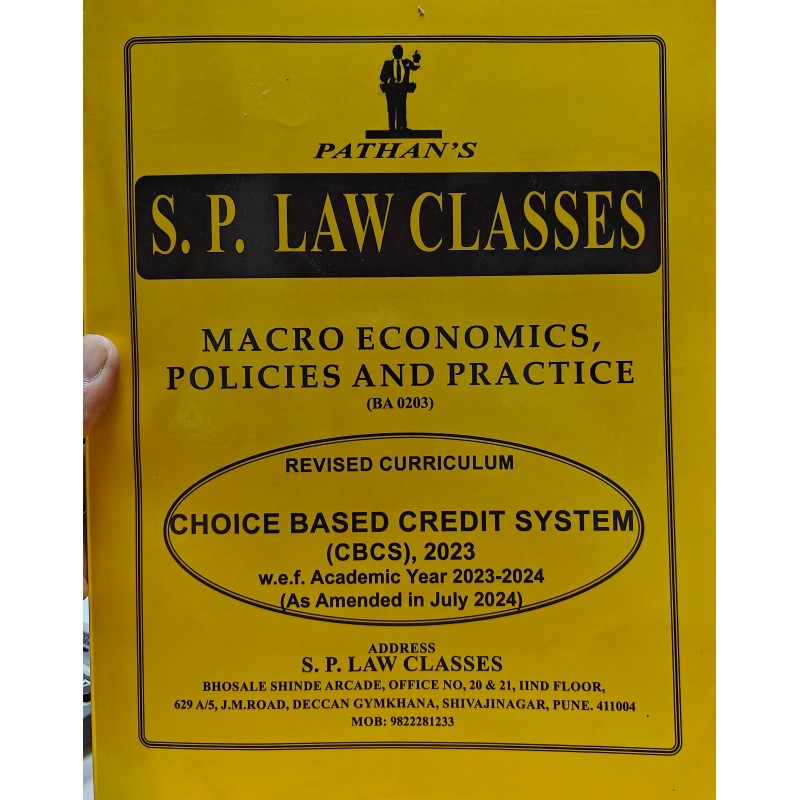 PATHAN'S
S. P. LAW CLASSES
MACRO ECONOMICS,
POLICIES AND PRACTICE
(BA 0203)
REVISED CURRICULUM
CHOICE BASED CREDIT SYSTEM
(CBCS), 2023
w.e.f. Academic Year 2023-2024
(As Amended in July 2024)
ADDRESS
S. P. LAW CLASSES
BHOSALE SHINDE ARCADE, OFFICE NO, 20 & 21, IIND FLOOR,
629 A/5, J.M.ROAD, DECCAN GYMKHANA, SHIVAJINAGAR, PUNE. 411004
MOB: 9822281233